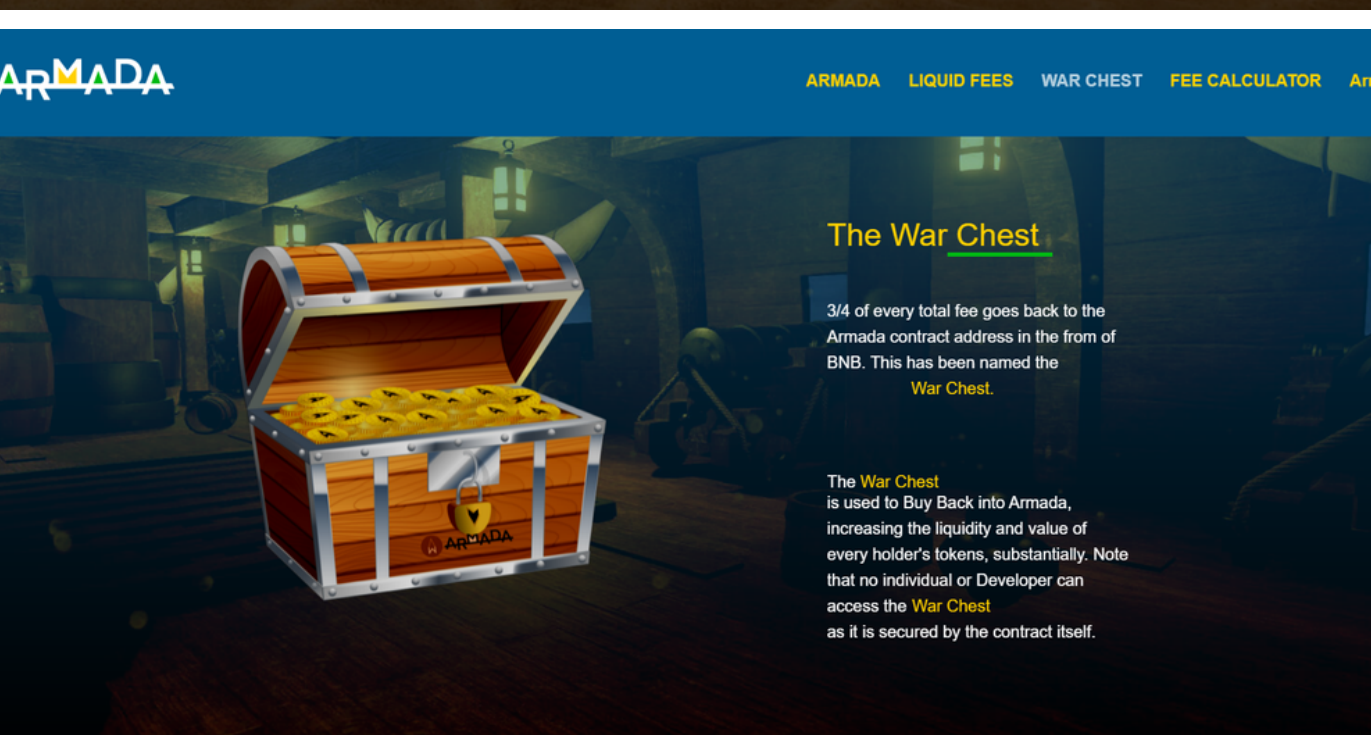 ARMADA
ARMADA LIQUID FEES WAR CHEST FEE CALCULATOR
The War Chest
3/4 of every total fee goes back to the
Armada contract address in the from of
BNB. This has been named the
War Chest.
The War Chest
is used to Buy Back into Armada,
increasing the liquidity and value of
every holder's tokens, substantially. Note
that no individual or Developer can
access the War Chest
as it is secured by the contract itself.
ARMADA